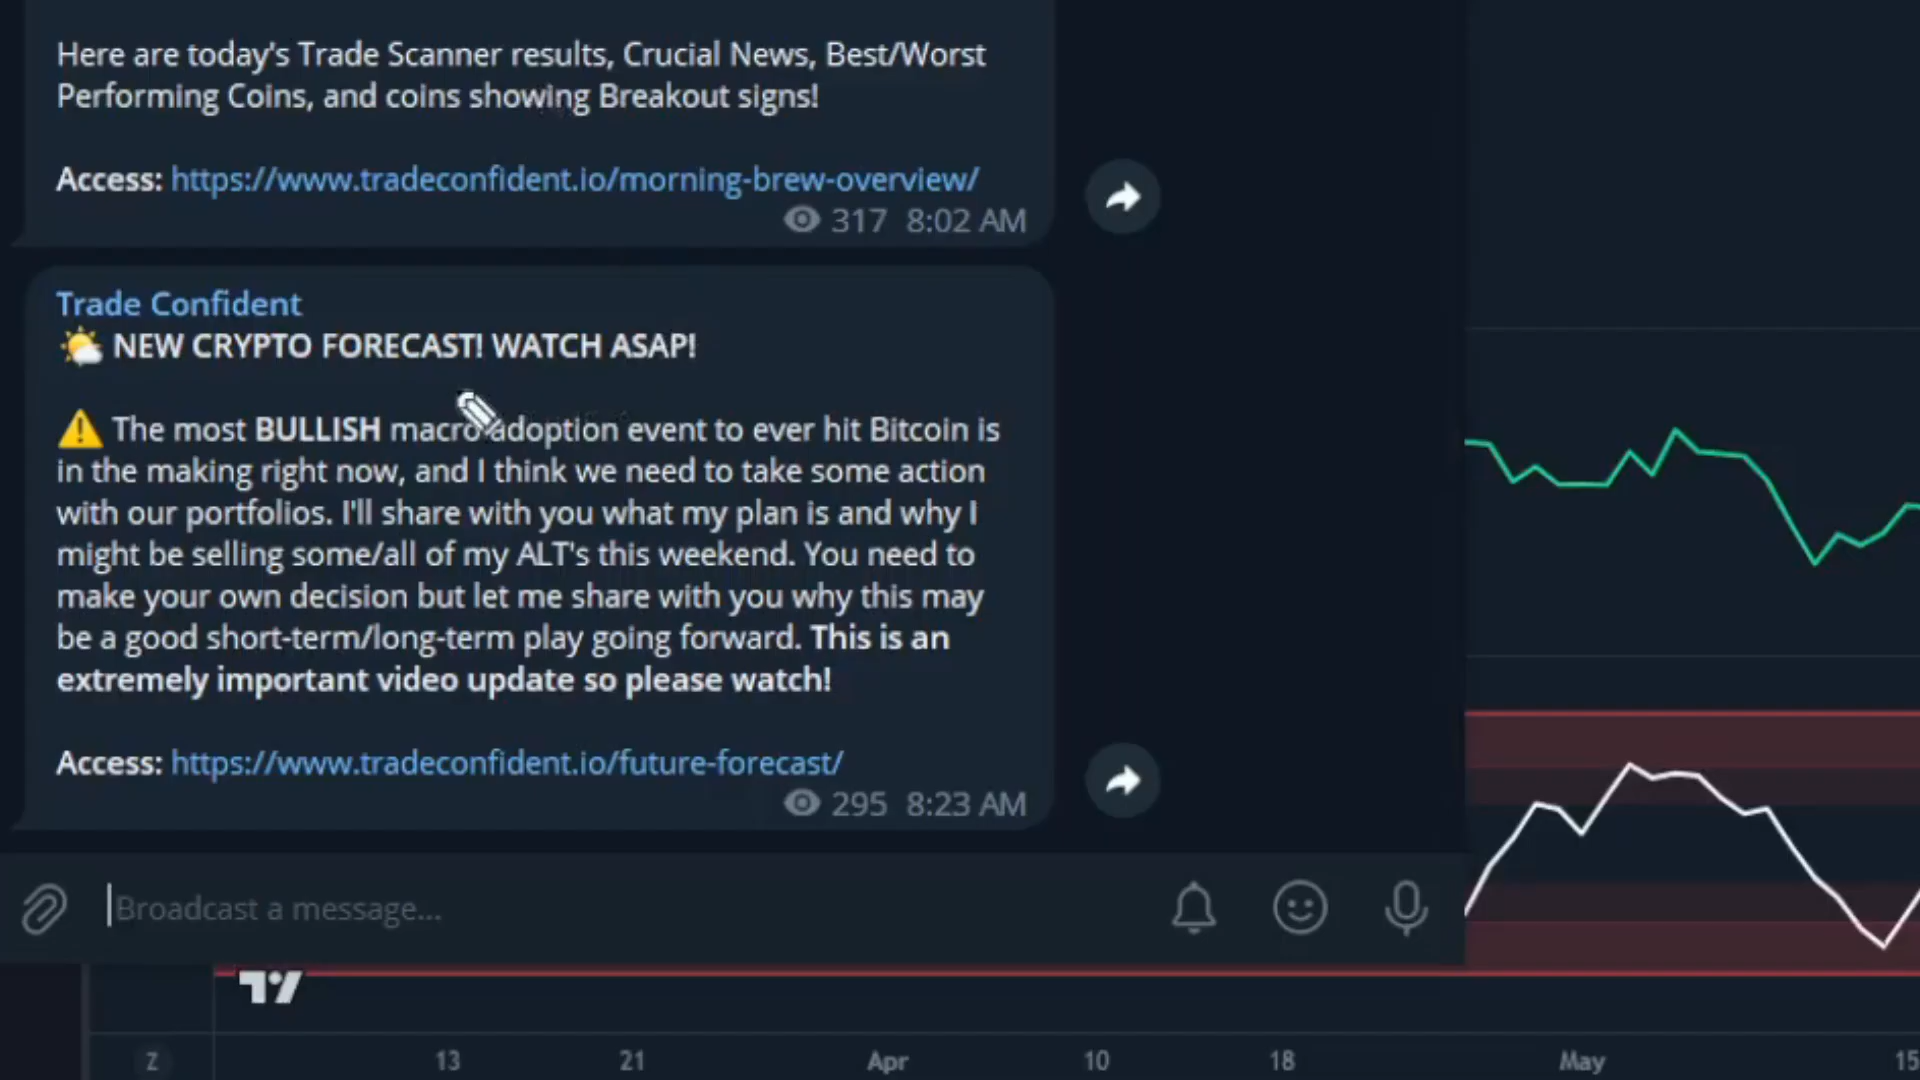 Here are today's Trade Scanner results, Crucial News, Best/Worst
Performing Coins, and coins showing Breakout signs!
Access: https://www.tradeconfident.io/morning-brew-overview/
317 8:02 AM
Trade Confident
NEW CRYPTO FORECAST! WATCH ASAP!
The most BULLISH macro adoption event to ever hit Bitcoin is
in the making right now, and I think we need to take some action
with our portfolios. I'll share with you what my plan is and why I
might be selling some/all of my ALT's this weekend. You need to
make your own decision but let me share with you why this may
be a good short-term/long-term play going forward. This is an
extremely important video update so please watch!
Access: https://www.tradeconfident.io/future-forecast/
295 8:23 AM
Broadcast a message...
Z 13 21 Apr 10 18 May 15